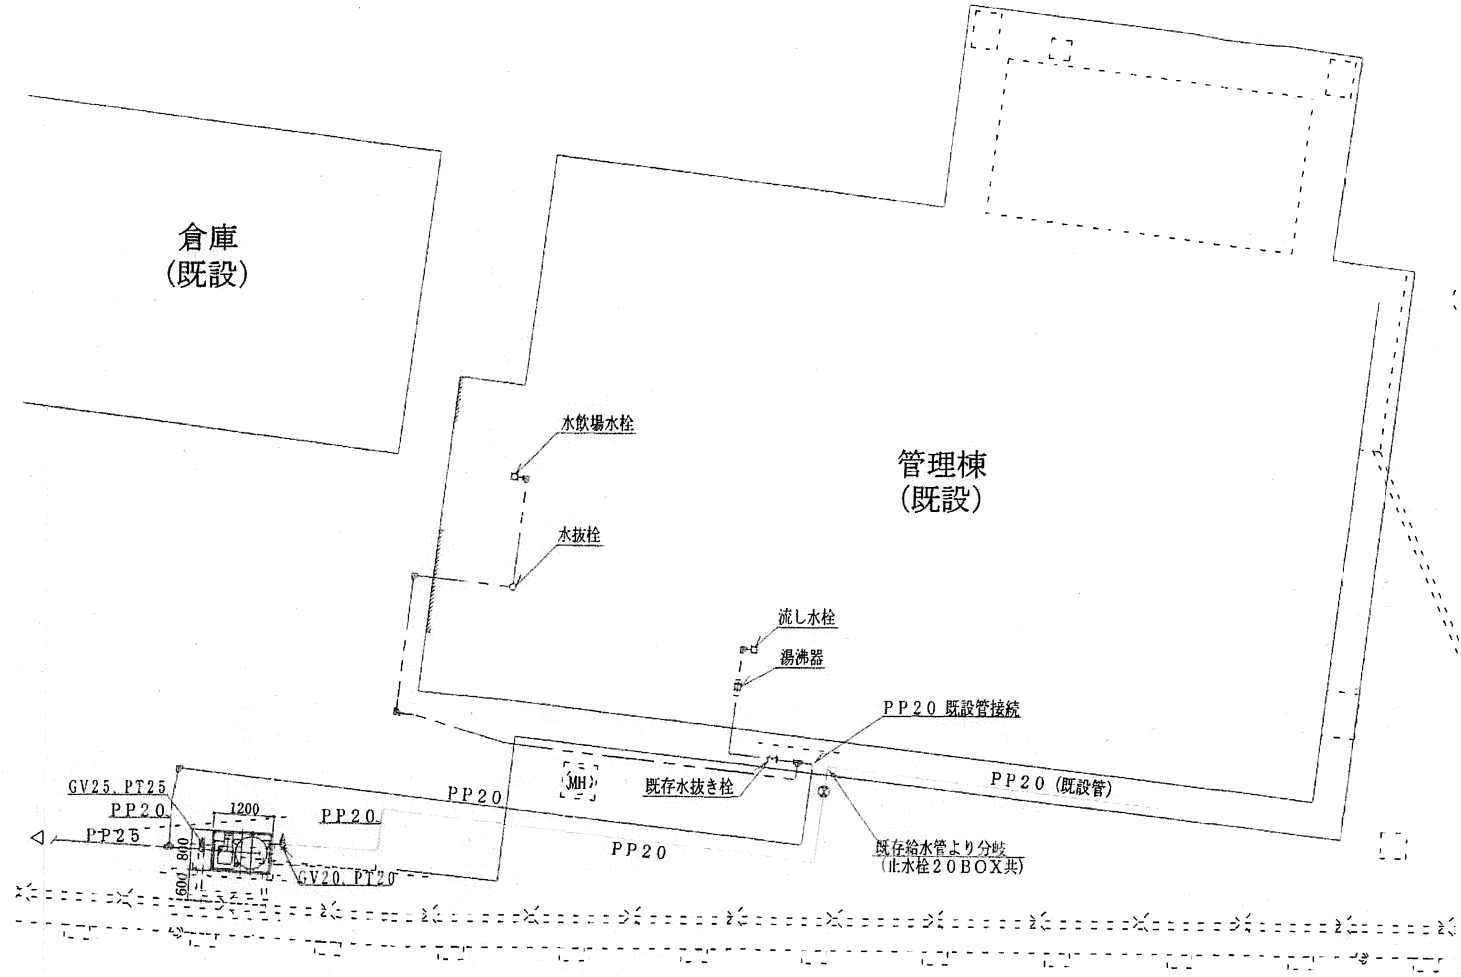 倉庫
(既設)
水飲場水栓
管理棟
(既設)
水抜栓
流し水栓
湯沸器
PP20 既設管接続
GV25、PT25
PP20
1200
PP20
PP20
MH
既存水抜き栓
PP20 (既設管)
PP25
800
PP20
既存給水管より分岐
(止水栓20BOX共)
600
GV20、PT20